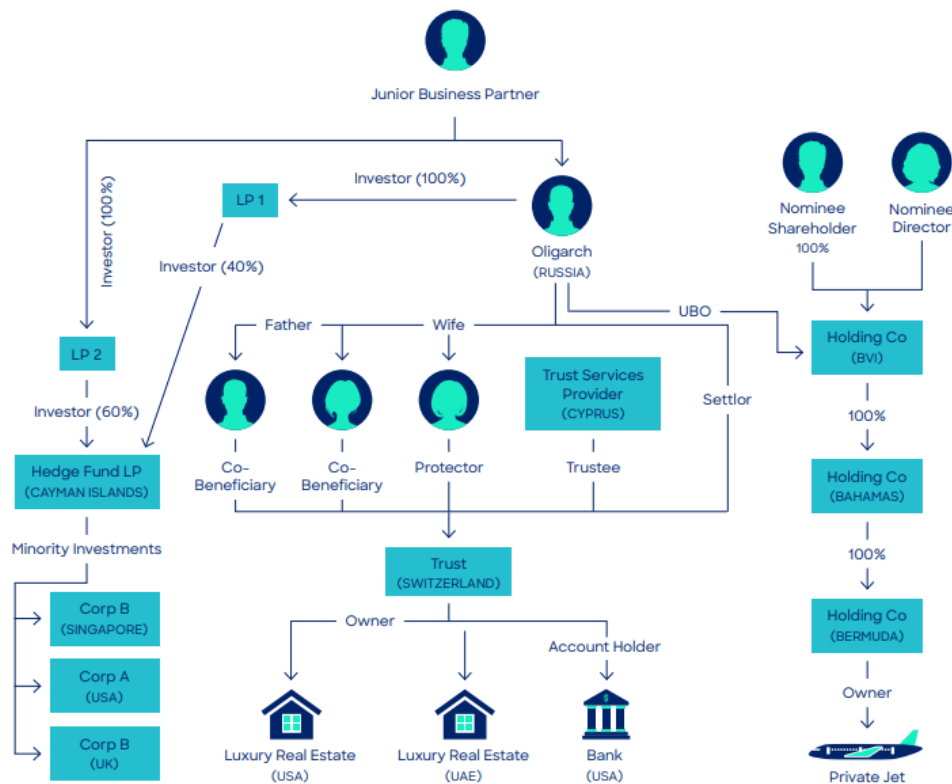 Junior Business Partner
Investor (100%)
LP 1
Investor (100%)
Investor (40%)
Oligarch
(RUSSIA)
Nominee
Shareholder
100%
Nominee
Director
UBO
Father
Wife
LP 2
Holding Co
(BVI)
Trust Services
Provider
(CYPRUS)
Settlor
Investor (60%)
100%
Hedge Fund LP
(CAYMAN ISLANDS)
Co-
Beneficiary
Co-
Beneficiary
Protector
Trustee
Holding Co
(BAHAMAS)
Minority Investments
100%
Trust
(SWITZERLAND)
Corp B
(SINGAPORE)
Owner
Account Holder
Holding Co
(BERMUDA)
Corp A
(USA)
Owner
$
Corp B
(UK)
Luxury Real Estate
(USA)
Luxury Real Estate
(UAE)
Bank
(USA)
Private Jet